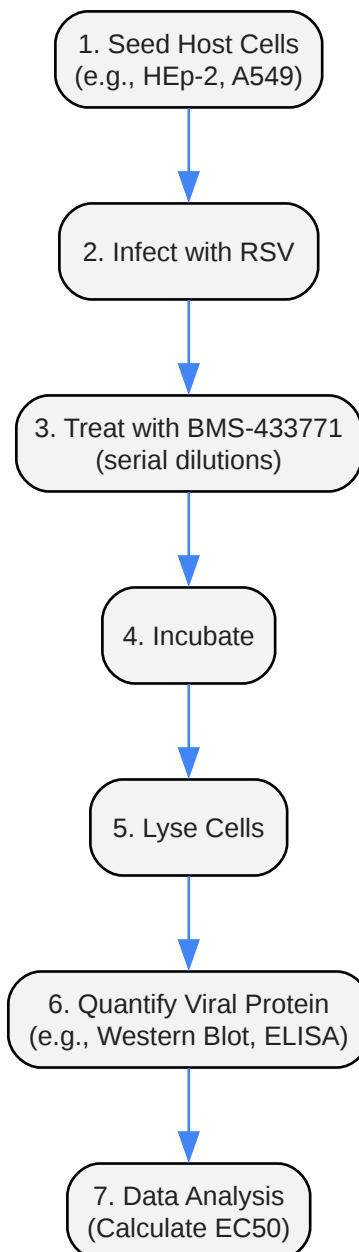 1. Seed Host Cells
(e.g., HEp-2, A549)
2. Infect with RSV
3. Treat with BMS-433771
(serial dilutions)
4. Incubate
5. Lyse Cells
6. Quantify Viral Protein
(e.g., Western Blot, ELISA)
7. Data Analysis
(Calculate EC50)